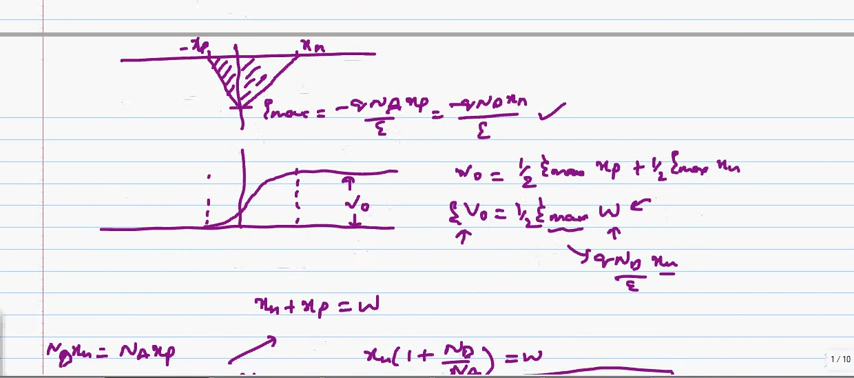 -xp xn
ξmax = -qNAxp/ε = -qNDxn/ε ✓
V0 = 1/2 ξmax xp + 1/2 ξmax xn
V0
{ V0 = 1/2 ξmax W ←
qND/ε xn
xn + xp = W
NDxn = NAxp
xn(1 + ND/NA) = W
1 / 10